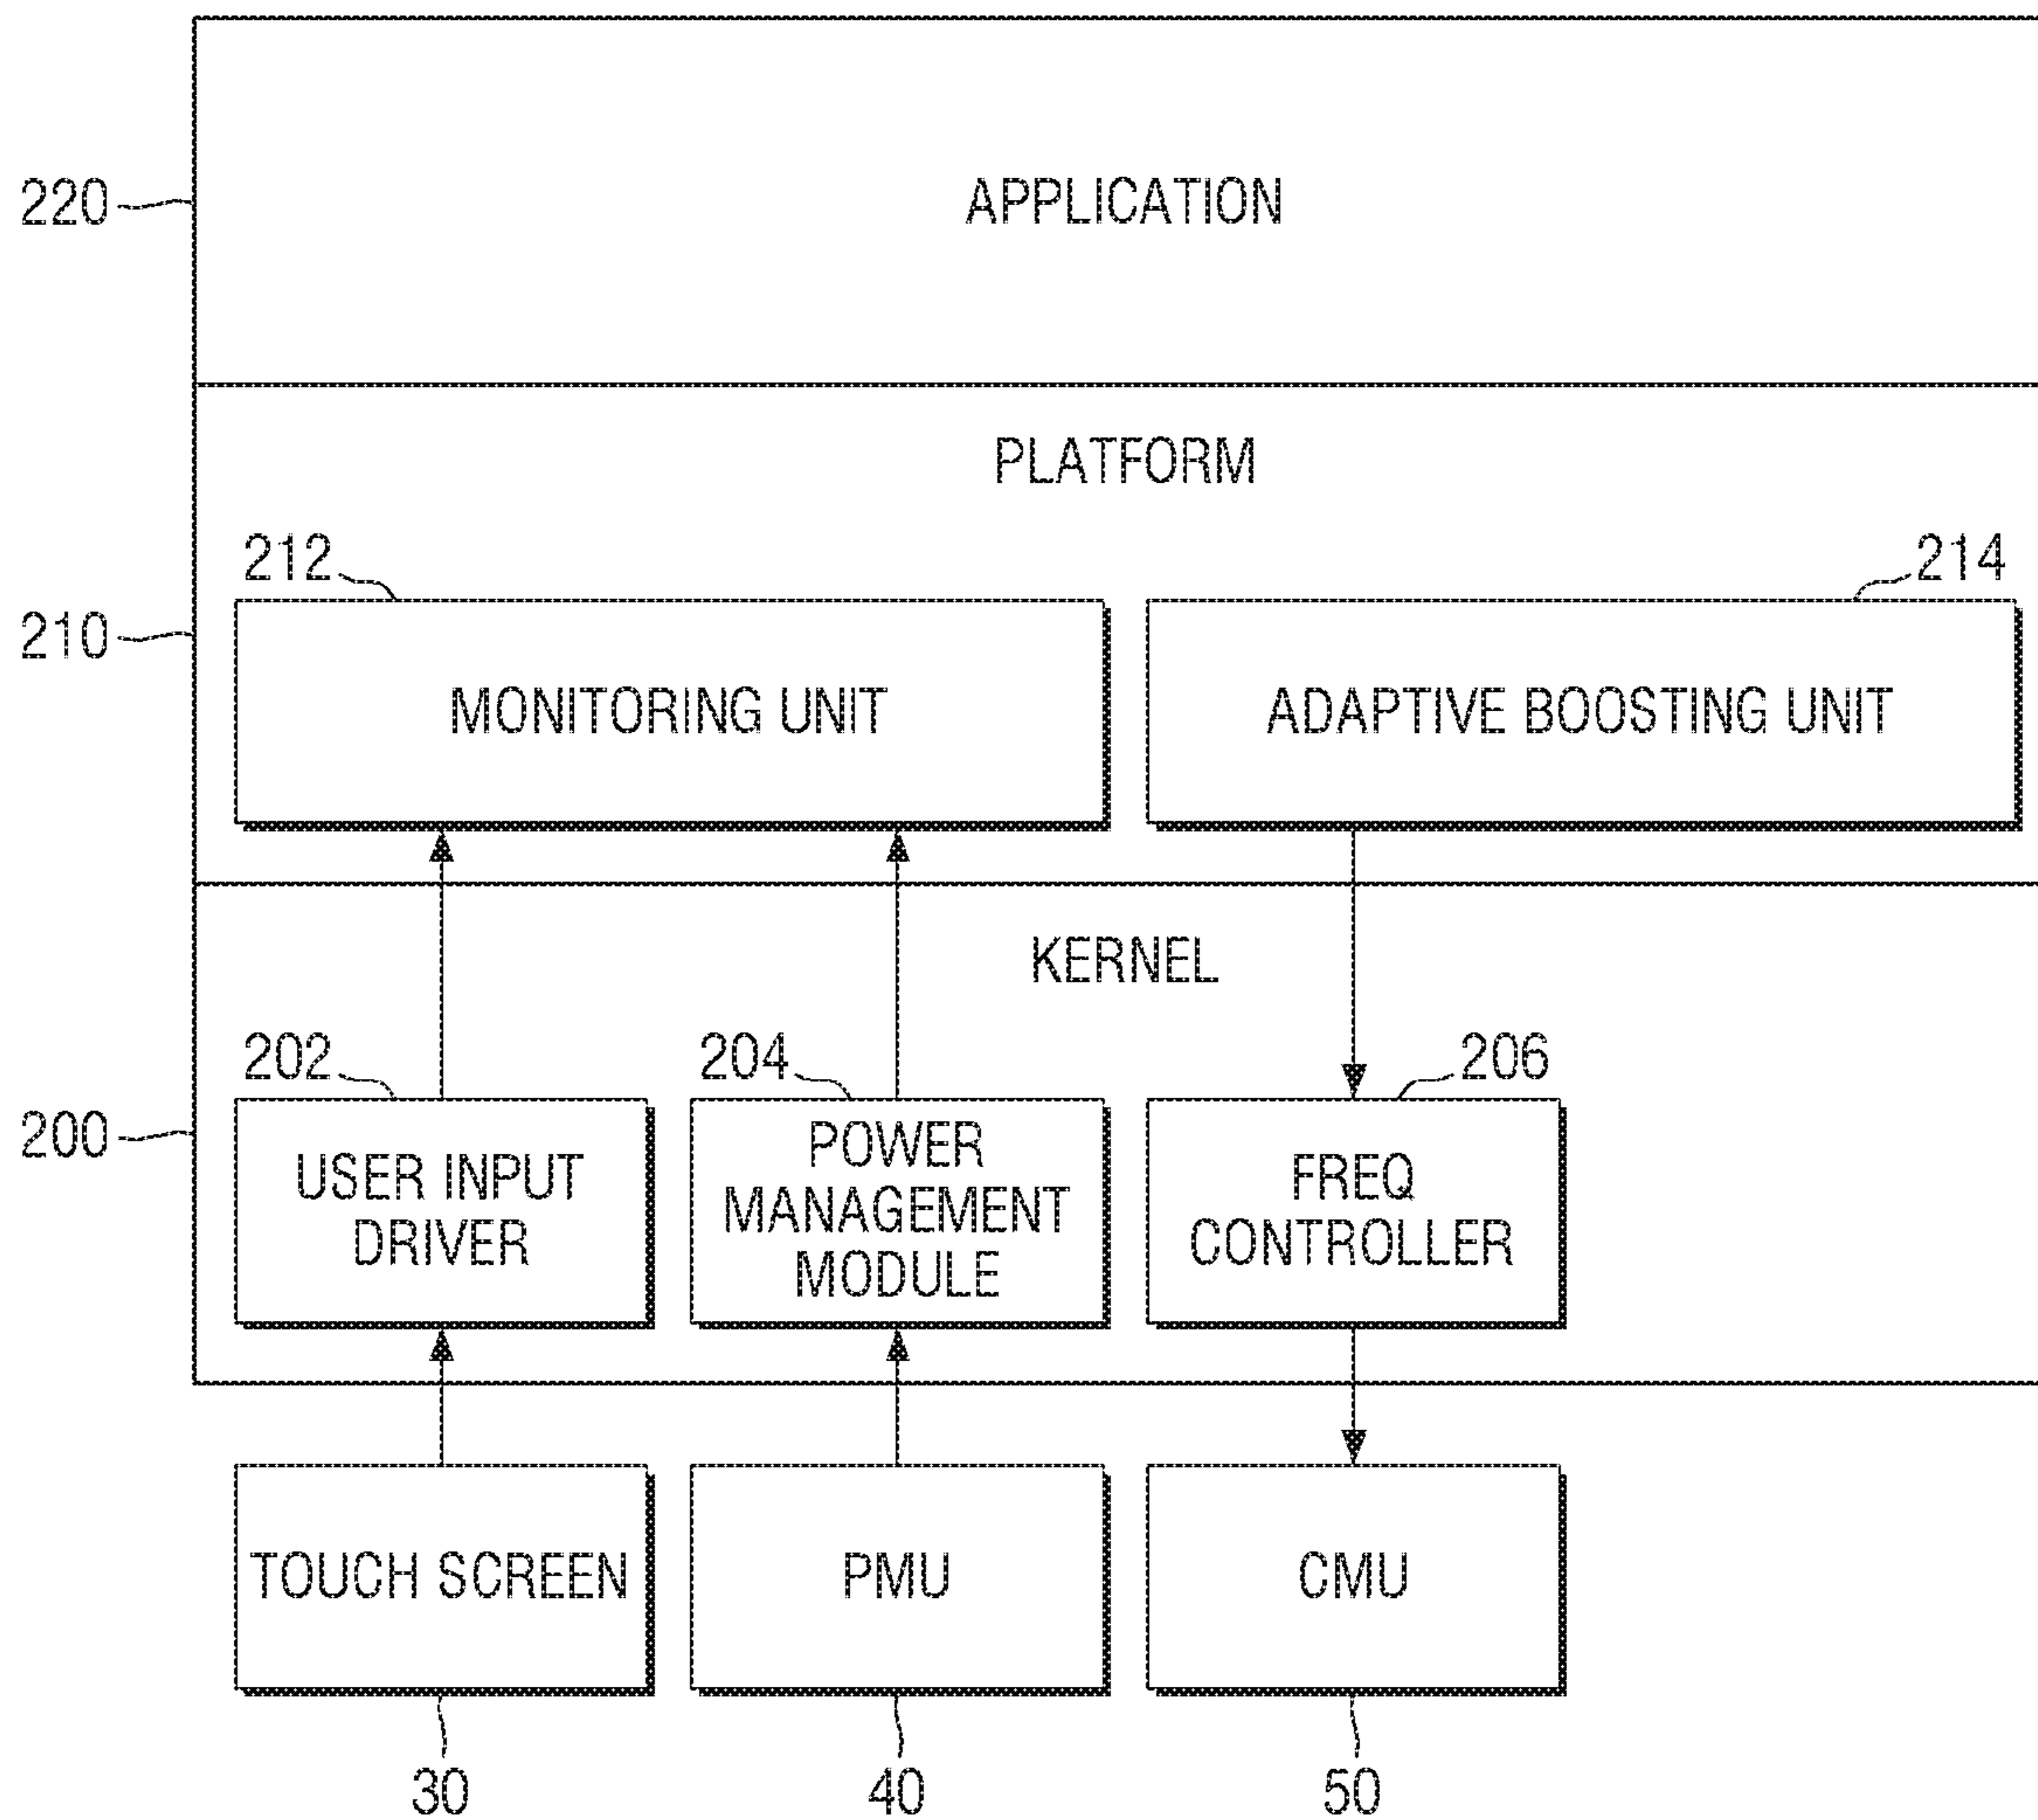 220
APPLICATION
PLATFORM
212
214
210
MONITORING UNIT
ADAPTIVE BOOSTING UNIT
KERNEL
202
204
206
200
USER INPUT
DRIVER
POWER
MANAGEMENT
MODULE
FREQ
CONTROLLER
TOUCH SCREEN
PMU
CMU
30
40
50